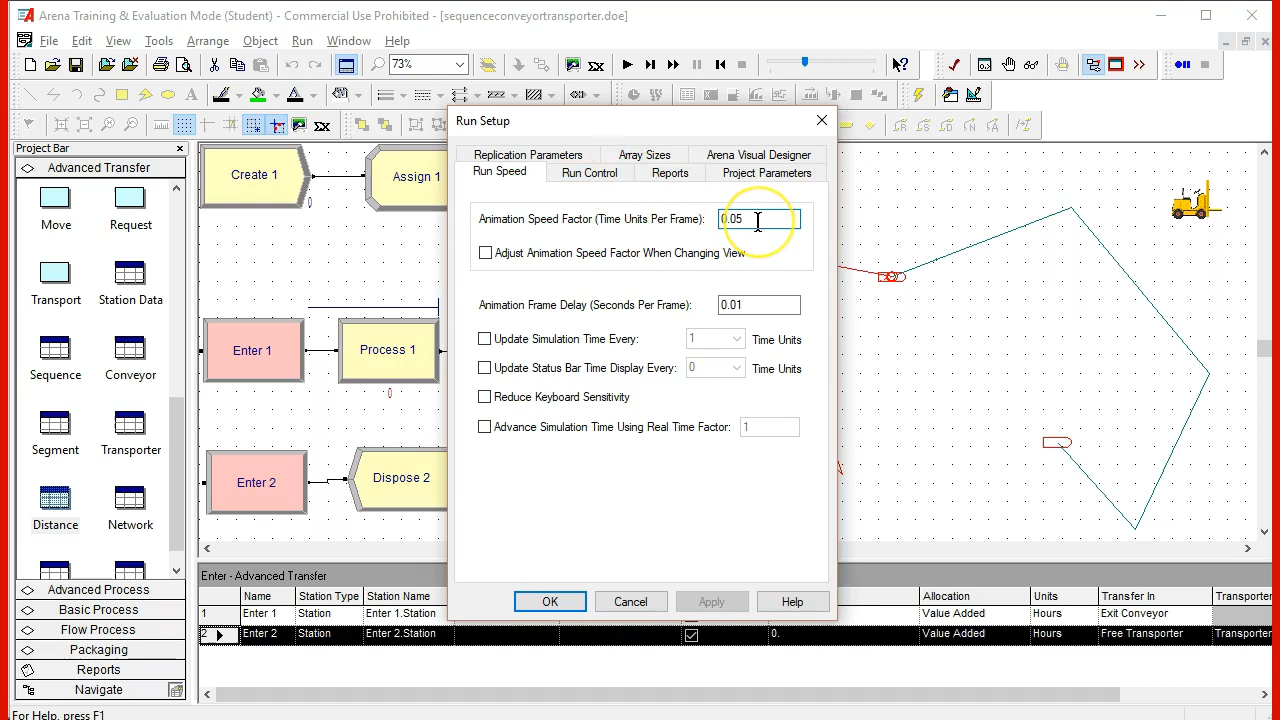 Arena Training & Evaluation Mode (Student) - Commercial Use Prohibited - [sequenceconveyortransporter.doe]
File Edit View Tools Arrange Object Run Window Help
73%
Project Bar
Advanced Transfer
Move Request
Transport Station Data
Sequence Conveyor
Segment Transporter
Distance Network
Advanced Process
Basic Process
Flow Process
Packaging
Reports
Navigate
Create 1
0
Assign 1
Enter 1
Process 1
0
Enter 2
Dispose 2
Run Setup
Replication Parameters Array Sizes Arena Visual Designer
Run Speed Run Control Reports Project Parameters
Animation Speed Factor (Time Units Per Frame): 0.05
Adjust Animation Speed Factor When Changing View
Animation Frame Delay (Seconds Per Frame): 0.01
Update Simulation Time Every: 1 Time Units
Update Status Bar Time Display Every: 0 Time Units
Reduce Keyboard Sensitivity
Advance Simulation Time Using Real Time Factor: 1
OK Cancel Apply Help
Enter - Advanced Transfer
Name Station Type Station Name Allocation Units Transfer In Transporter
1 Enter 1 Station Enter 1.Station Value Added Hours Exit Conveyor
2 Enter 2 Station Enter 2.Station 0. Value Added Hours Free Transporter Transporter
For Help, press F1